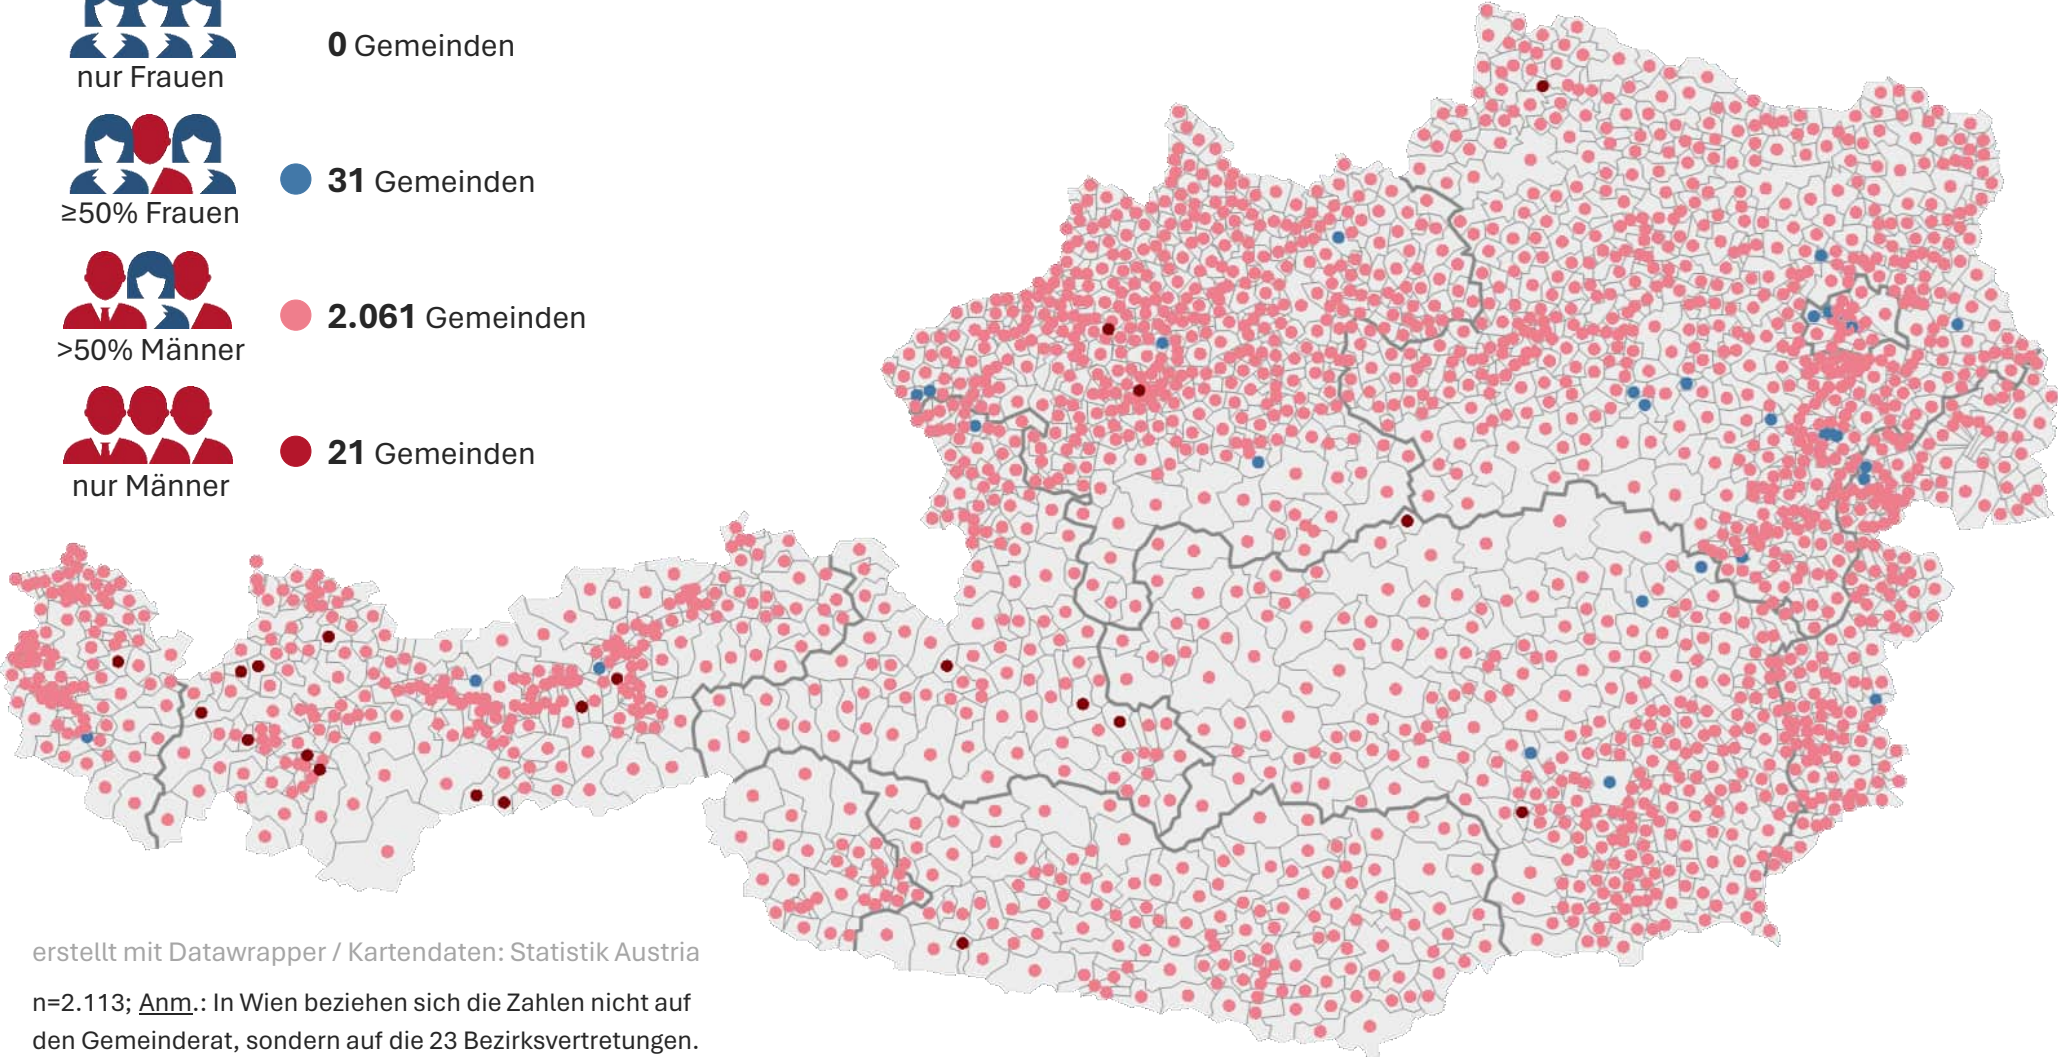 0 Gemeinden
nur Frauen
31 Gemeinden
≥50% Frauen
2.061 Gemeinden
>50% Männer
21 Gemeinden
nur Männer
erstellt mit Datawrapper / Kartendaten: Statistik Austria
n=2.113; Anm.: In Wien beziehen sich die Zahlen nicht auf
den Gemeinderat, sondern auf die 23 Bezirksvertretungen.